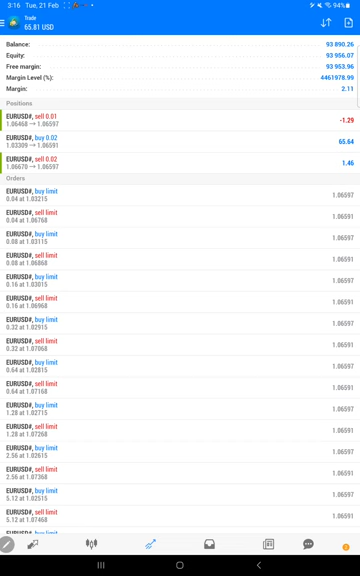 3:16 Tue, 21 Feb 94%
Trade
65.81 USD
Balance: 93 890.26
Equity: 93 956.07
Free margin: 93 953.96
Margin Level (%): 4461978.99
Margin: 2.11
Positions
EURUSD#, sell 0.01
1.06468 → 1.06597 -1.29
EURUSD#, buy 0.02
1.03309 → 1.06591 65.64
EURUSD#, sell 0.02
1.06670 → 1.06597 1.46
Orders
EURUSD#, buy limit
0.04 at 1.03215 1.06597
EURUSD#, sell limit
0.04 at 1.06768 1.06591
EURUSD#, buy limit
0.08 at 1.03115 1.06597
EURUSD#, sell limit
0.08 at 1.06868 1.06591
EURUSD#, buy limit
0.16 at 1.03015 1.06597
EURUSD#, sell limit
0.16 at 1.06968 1.06591
EURUSD#, buy limit
0.32 at 1.02915 1.06597
EURUSD#, sell limit
0.32 at 1.07068 1.06591
EURUSD#, buy limit
0.64 at 1.02815 1.06597
EURUSD#, sell limit
0.64 at 1.07168 1.06591
EURUSD#, buy limit
1.28 at 1.02715 1.06597
EURUSD#, sell limit
1.28 at 1.07268 1.06591
EURUSD#, buy limit
2.56 at 1.02615 1.06597
EURUSD#, sell limit
2.56 at 1.07368 1.06591
EURUSD#, buy limit
5.12 at 1.02515 1.06597
EURUSD#, sell limit
5.12 at 1.07468 1.06591
EURUSD#, buy limit